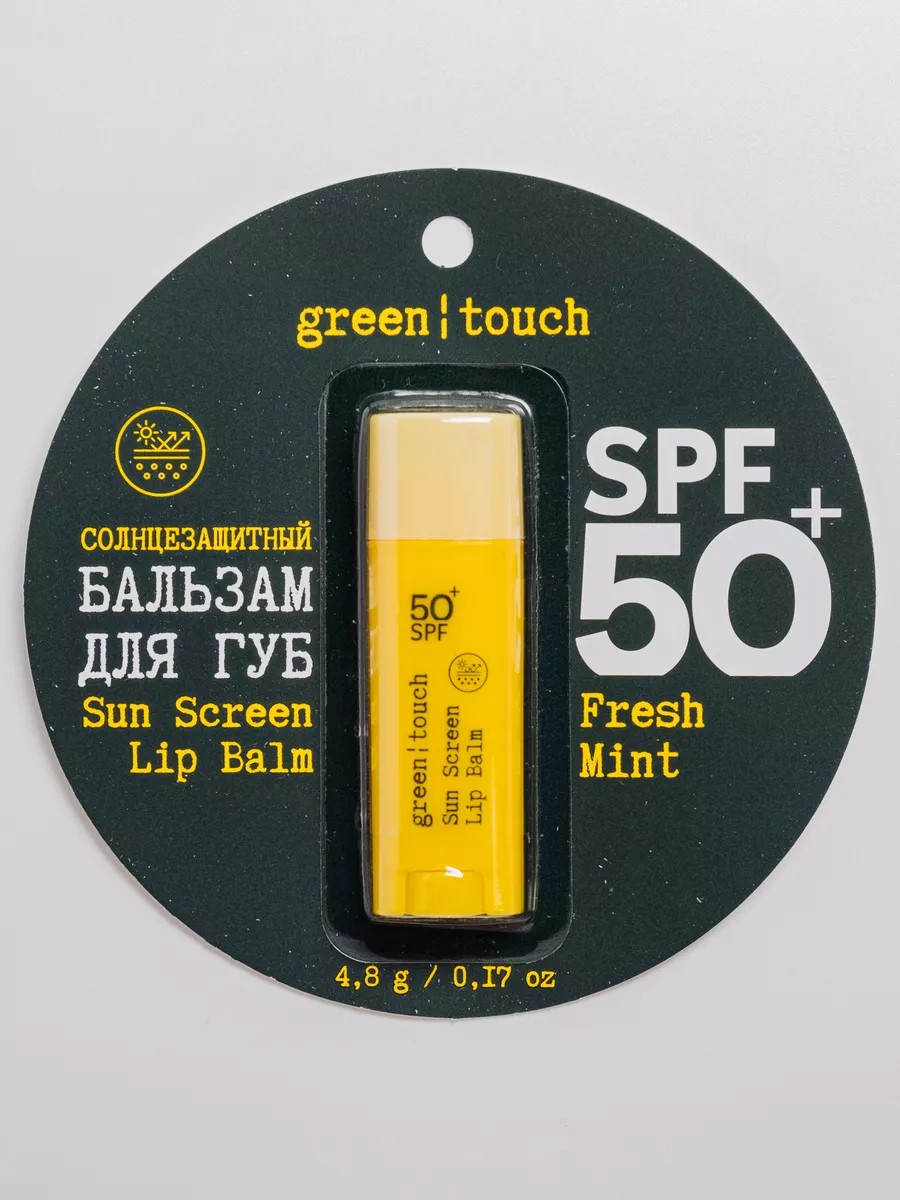 green¦touch
СОЛНЦЕЗАЩИТНЫЙ
БАЛЬЗАМ
ДЛЯ ГУБ
Sun Screen
Lip Balm
50+
SPF
green¦touch
Sun Screen
Lip Balm
SPF
50+
Fresh
Mint
4,8 g / 0,17 oz